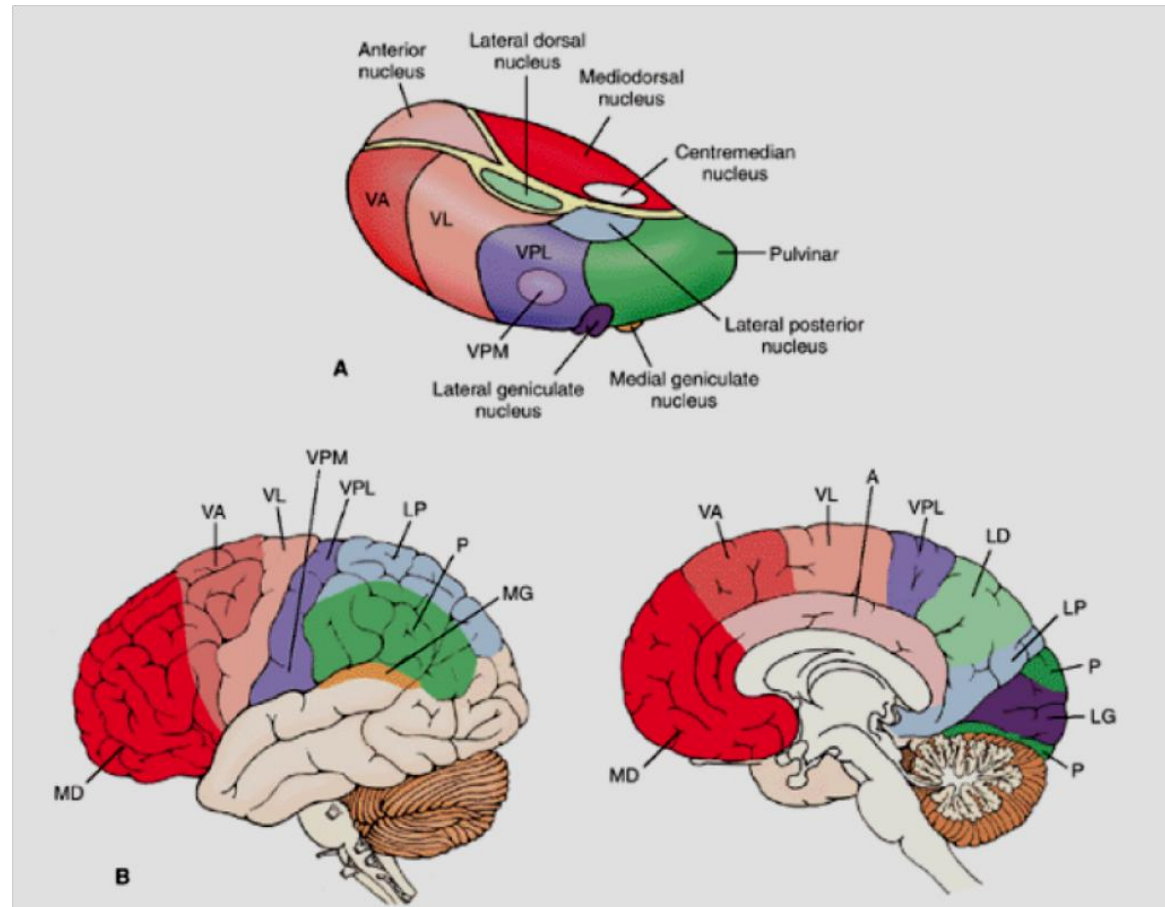 Anterior
nucleus
Lateral dorsal
nucleus
Mediodorsal
nucleus
Centremedian
nucleus
VA
VL
VPL
Pulvinar
Lateral posterior
nucleus
VPM
Lateral geniculate
nucleus
Medial geniculate
nucleus
A
VPM
VPL
VL
VA
LP
P
MG
MD
B
A
VL
VA
VPL
LD
LP
P
LG
P
MD